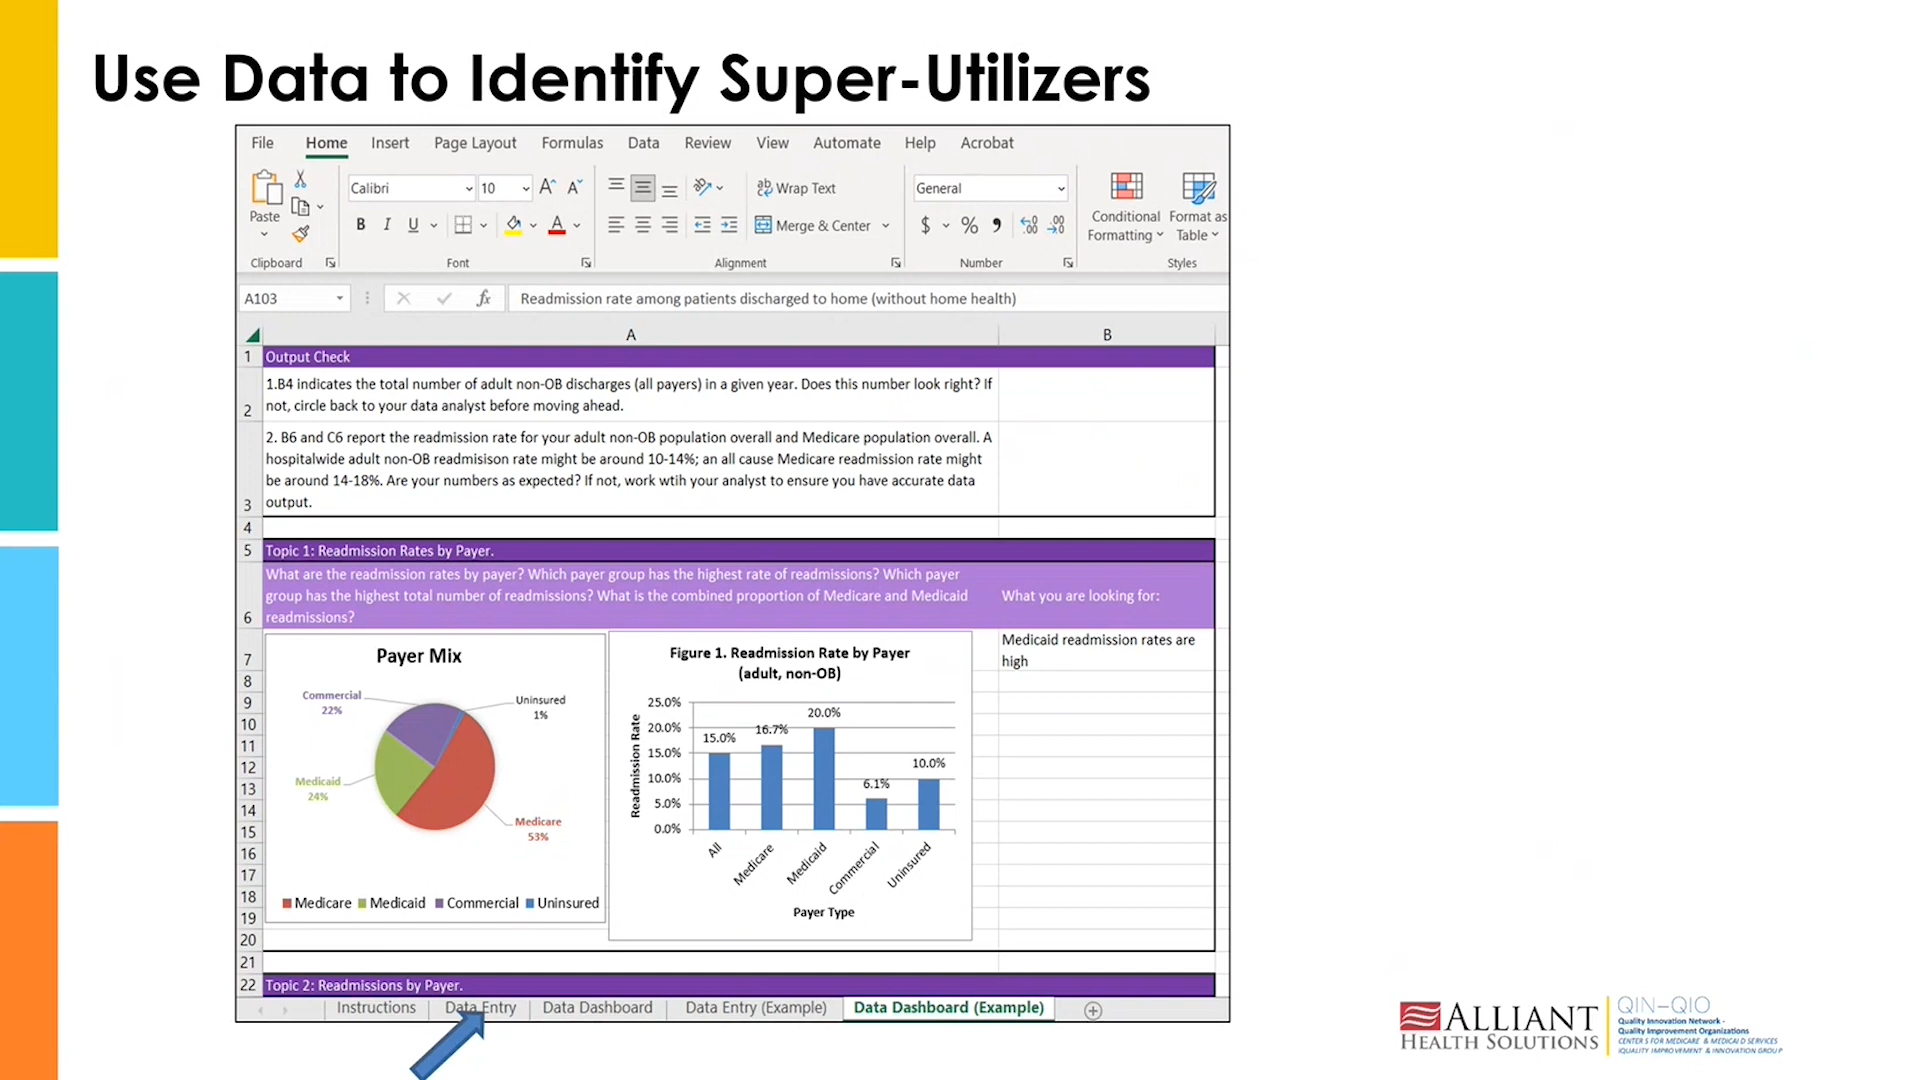 Use Data to Identify Super-Utilizers
File Home Insert Page Layout Formulas Data Review View Automate Help Acrobat
Calibri 10 A A Wrap Text General
Paste Conditional Format as
B I U A Merge & Center $ % , Formatting Table
Clipboard Font Alignment Number Styles
A103 fx Readmission rate among patients discharged to home (without home health)
A B
1 Output Check
1.B4 indicates the total number of adult non-OB discharges (all payers) in a given year. Does this number look right? If
2 not, circle back to your data analyst before moving ahead.
2. B6 and C6 report the readmission rate for your adult non-OB population overall and Medicare population overall. A
hospitalwide adult non-OB readmisison rate might be around 10-14%; an all cause Medicare readmission rate might
be around 14-18%. Are your numbers as expected? If not, work wtih your analyst to ensure you have accurate data
3 output.
4
5 Topic 1: Readmission Rates by Payer.
What are the readmission rates by payer? Which payer group has the highest rate of readmissions? Which payer
group has the highest total number of readmissions? What is the combined proportion of Medicare and Medicaid
6 readmissions?
What you are looking for:
Medicaid readmission rates are
high
7
8
9
10
11
12
13
14
15
16
17
18
19
20
21
Payer Mix
Commercial
22%
Uninsured
1%
Medicaid
24%
Medicare
53%
Medicare Medicaid Commercial Uninsured
Figure 1. Readmission Rate by Payer
(adult, non-OB)
Readmission Rate
25.0%
20.0%
15.0%
10.0%
5.0%
0.0%
15.0% 16.7% 20.0% 6.1% 10.0%
All Medicare Medicaid Commercial Uninsured
Payer Type
22 Topic 2: Readmissions by Payer.
Instructions Data Entry Data Dashboard Data Entry (Example) Data Dashboard (Example)
ALLIANT
HEALTH SOLUTIONS
QIN-QIO
Quality Innovation Network -
Quality Improvement Organizations
CENTERS FOR MEDICARE & MEDICAID SERVICES
iQUALITY IMPROVEMENT & INNOVATION GROUP